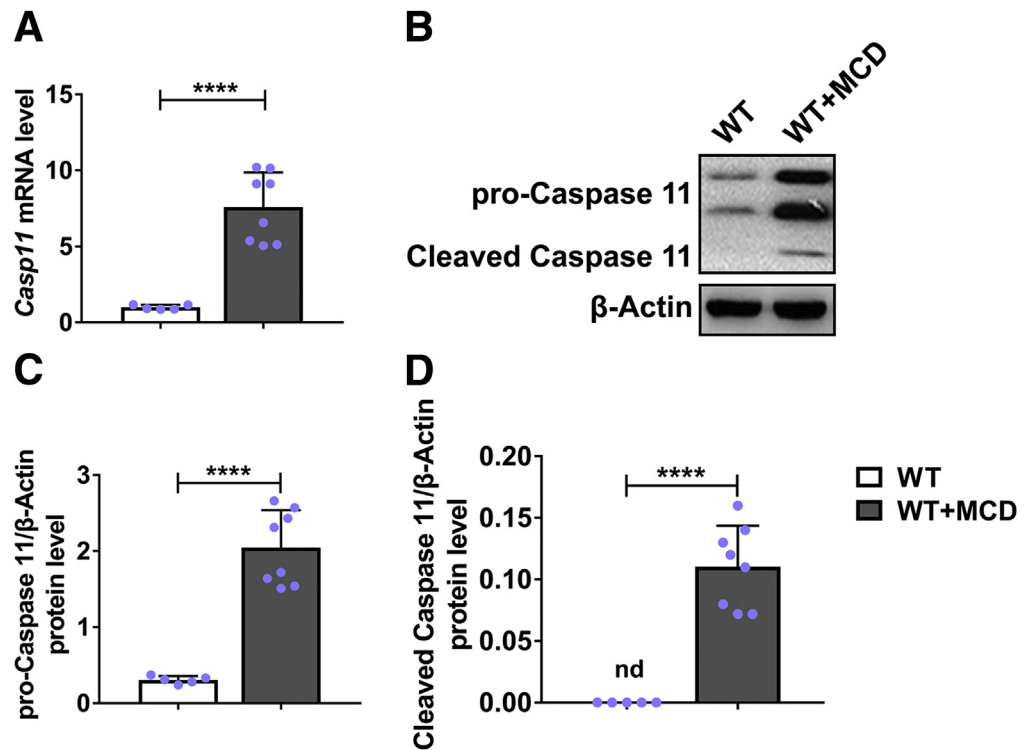 A
Casp11 mRNA level
15
10
5
0
****
B
WT
WT+MCD
pro-Caspase 11
Cleaved Caspase 11
β-Actin
C
pro-Caspase 11/β-Actin
protein level
3
2
1
0
****
D
Cleaved Caspase 11/β-Actin
protein level
0.20
0.15
0.10
0.05
0.00
****
nd
WT
WT+MCD